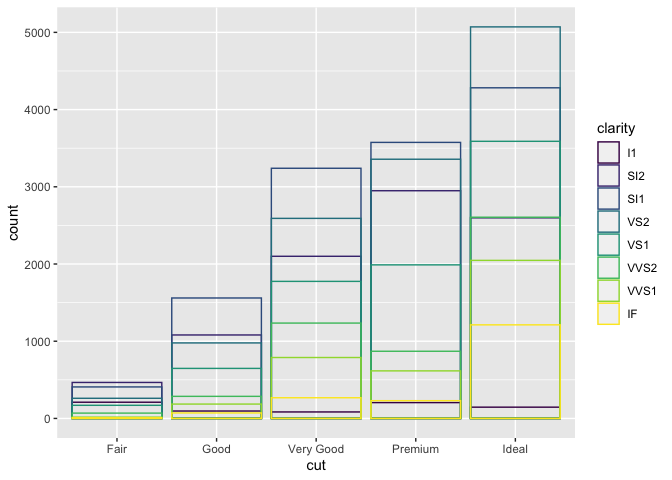 5000
4000
3000
2000
1000
0
count
Fair
Good
Very Good
Premium
Ideal
cut
clarity
I1
SI2
SI1
VS2
VS1
VVS2
VVS1
IF